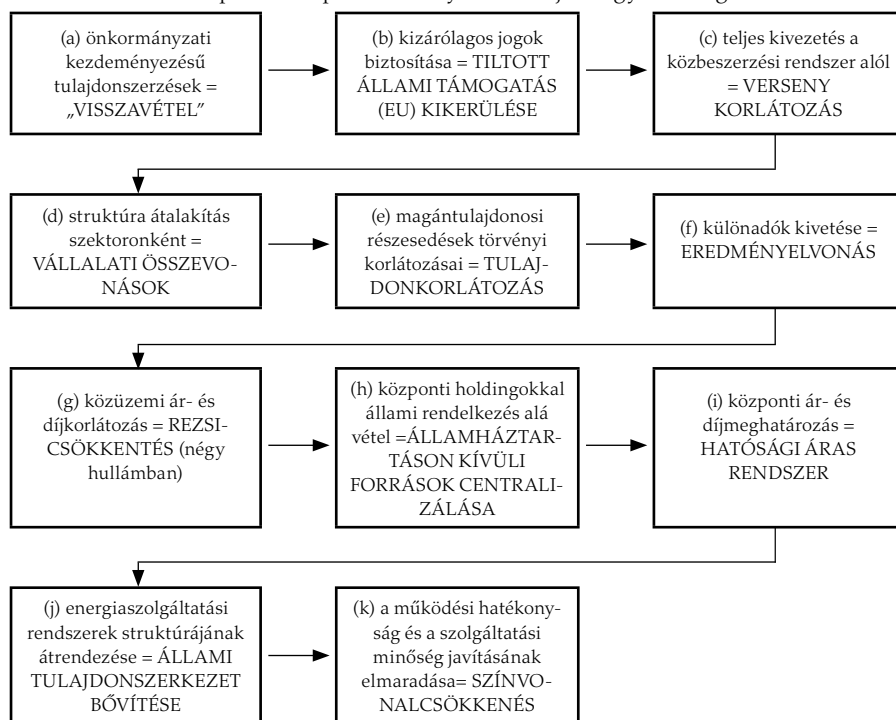 (a) önkormányzati
kezdeményezésű
tulajdonszerzések =
„VISSZAVÉTEL”
(b) kizárólagos jogok
biztosítása = TILTOTT
ÁLLAMI TÁMOGATÁS
(EU) KIKERÜLÉSE
(c) teljes kivezetés a
közbeszerzési rendszer alól
= VERSENY
KORLÁTOZÁS
(d) struktúra átalakítás
szektoronként =
VÁLLALATI ÖSSZEVO-
NÁSOK
(e) magántulajdonosi
részesedések törvényi
korlátozásai = TULAJ-
DONKORLÁTOZÁS
(f) különadók kivetése =
EREDMÉNYELVONÁS
(g) közüzemi ár- és
díjkorlátozás = REZSI-
CSÖKKENTÉS (négy
hullámban)
(h) központi holdingokkal
állami rendelkezés alá
vétel =ÁLLAMHÁZTAR-
TÁSON KÍVÜLI
FORRÁSOK CENTRALI-
ZÁLÁSA
(i) központi ár- és
díjmeghatározás =
HATÓSÁGI ÁRAS
RENDSZER
(j) energiaszolgáltatási
rendszerek struktúrájának
átrendezése = ÁLLAMI
TULAJDONSZERKEZET
BŐVÍTÉSE
(k) a működési hatékony-
ság és a szolgáltatási
minőség javításának
elmaradása= SZÍNVO-
NALCSÖKKENÉS